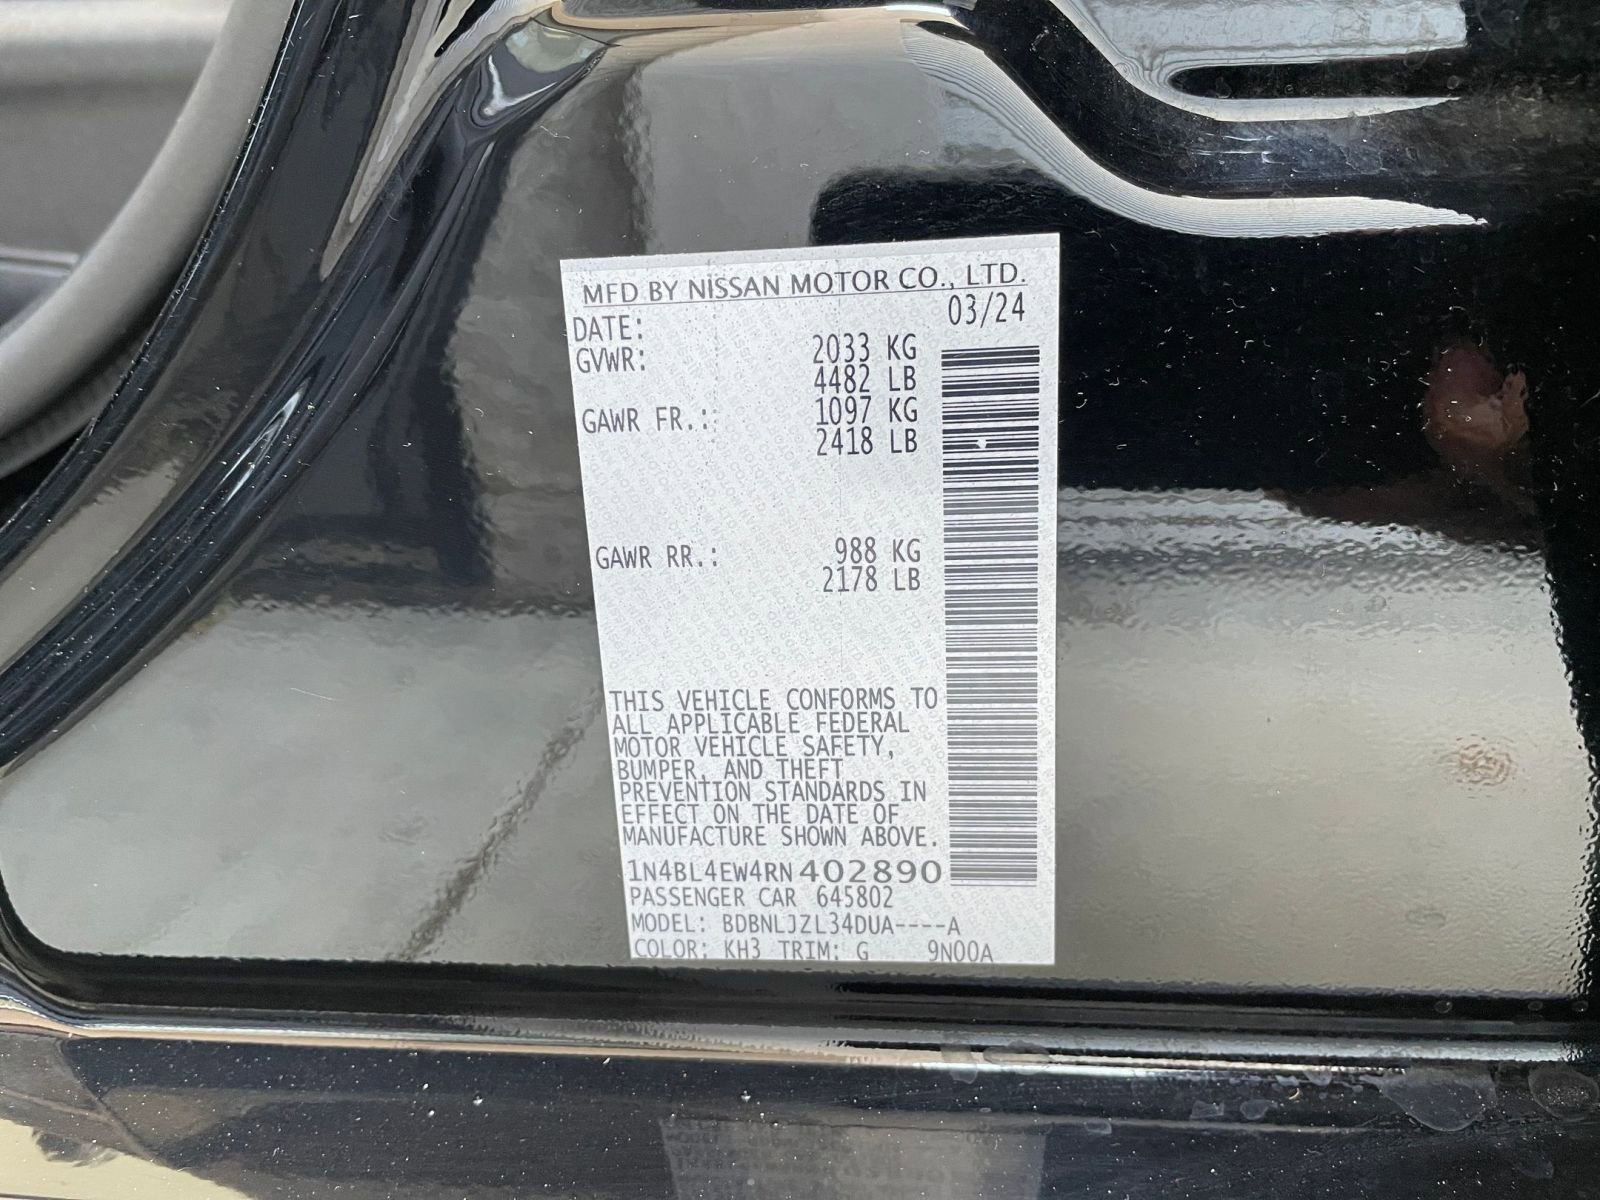 MFD BY NISSAN MOTOR CO., LTD.
DATE: 03/24
GVWR: 2033 KG
4482 LB
GAWR FR.: 1097 KG
2418 LB
GAWR RR.: 988 KG
2178 LB
THIS VEHICLE CONFORMS TO
ALL APPLICABLE FEDERAL
MOTOR VEHICLE SAFETY,
BUMPER, AND THEFT
PREVENTION STANDARDS IN
EFFECT ON THE DATE OF
MANUFACTURE SHOWN ABOVE.
1N4BL4EW4RN402890
PASSENGER CAR 645802
MODEL: BDBNLJZL34DUA----A
COLOR: KH3 TRIM: G 9N00A